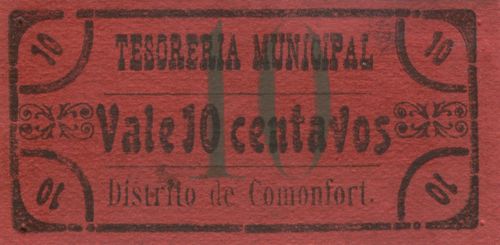 10 10
TESORERIA MUNICIPAL
10
Vale 10 centavos
Distrito de Comonfort.
10 10